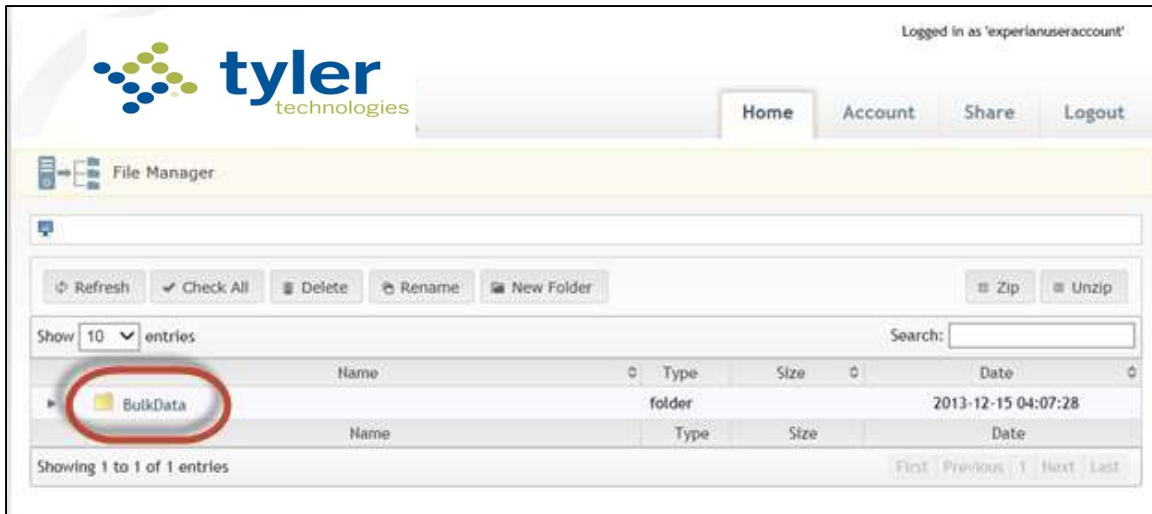 Logged in as 'experianuseraccount'
tyler
technologies
Home Account Share Logout
File Manager
Refresh Check All Delete Rename New Folder Zip Unzip
Show 10 entries Search:
Name Type Size Date
BulkData folder 2013-12-15 04:07:28
Name Type Size Date
Showing 1 to 1 of 1 entries First Previous 1 Next Last